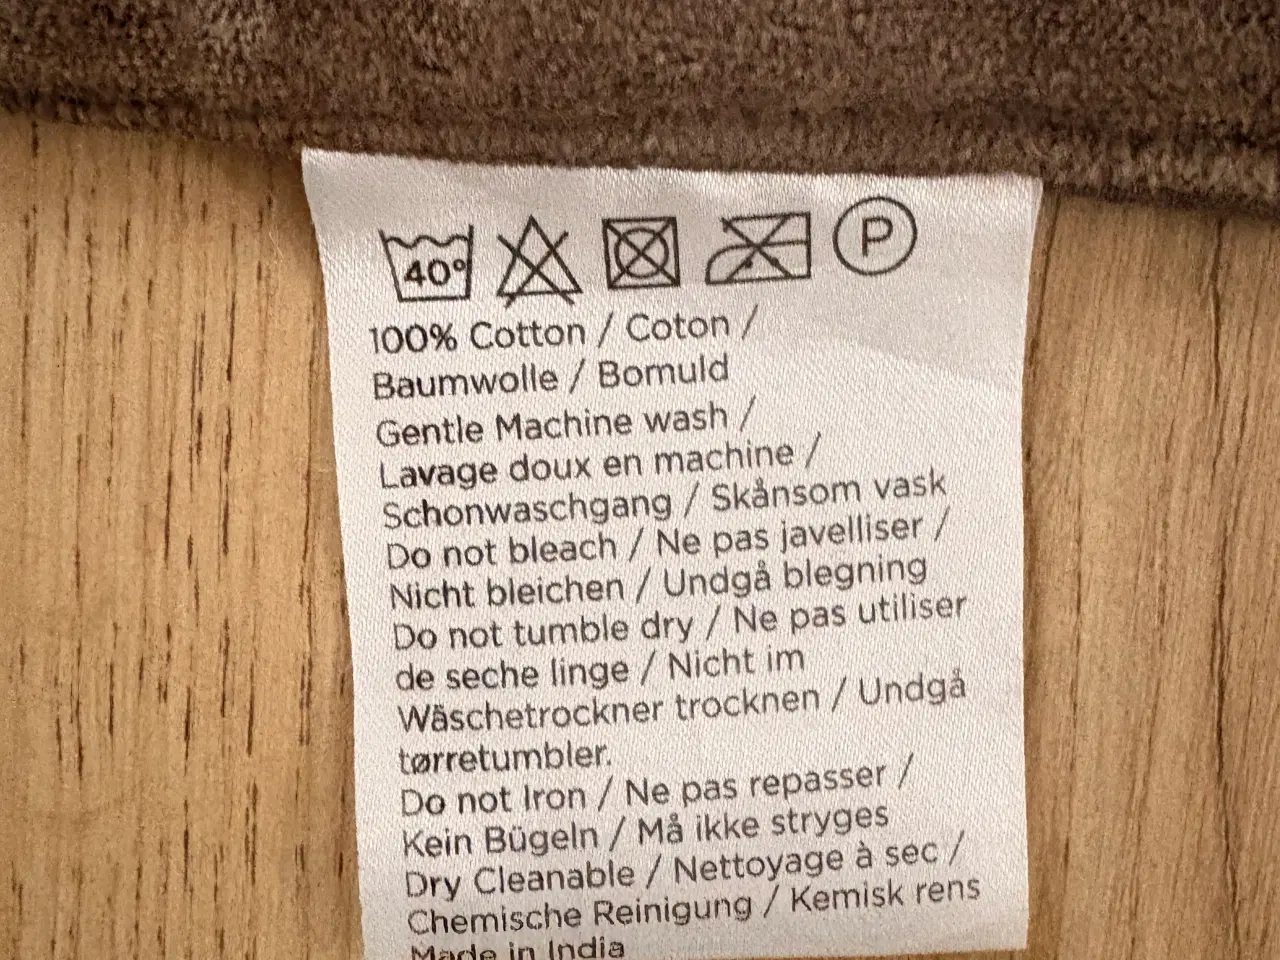 40° P
100% Cotton / Coton /
Baumwolle / Bomuld
Gentle Machine wash /
Lavage doux en machine /
Schonwaschgang / Skånsom vask
Do not bleach / Ne pas javelliser /
Nicht bleichen / Undgå blegning
Do not tumble dry / Ne pas utiliser
de seche linge / Nicht im
Wäschetrockner trocknen / Undgå
tørretumbler.
Do not Iron / Ne pas repasser /
Kein Bügeln / Må ikke stryges
Dry Cleanable / Nettoyage à sec /
Chemische Reinigung / Kemisk rens
Made in India